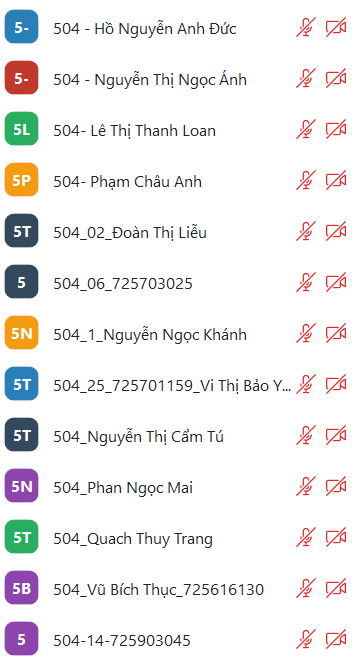 5- 504 - Hồ Nguyễn Anh Đức
5- 504 - Nguyễn Thị Ngọc Ánh
5L 504- Lê Thị Thanh Loan
5P 504- Phạm Châu Anh
5T 504_02_Đoàn Thị Liễu
5 504_06_725703025
5N 504_1_Nguyễn Ngọc Khánh
5T 504_25_725701159_Vi Thị Bảo Y...
5T 504_Nguyễn Thị Cẩm Tú
5N 504_Phan Ngọc Mai
5T 504_Quach Thuy Trang
5B 504_Vũ Bích Thục_725616130
5 504-14-725903045